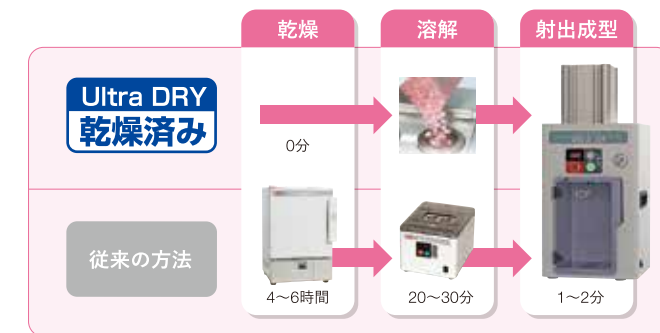 乾燥
溶解
射出成型
Ultra DRY
乾燥済み
0分
従来の方法
4～6時間
20～30分
1～2分